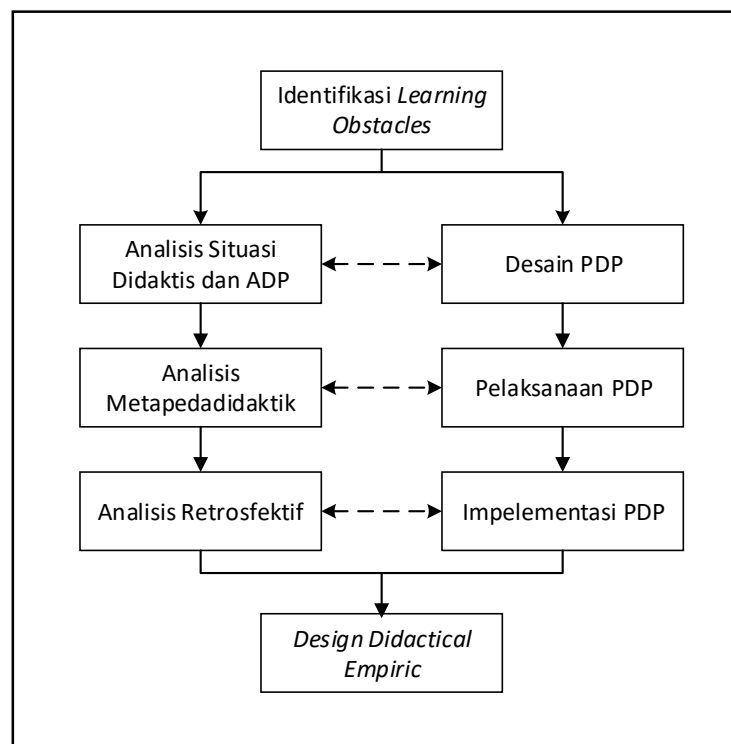 Identifikasi Learning
Obstacles
Analisis Situasi
Didaktis dan ADP
Desain PDP
Analisis
Metapedadidaktik
Pelaksanaan PDP
Analisis Retrosfektif
Impelementasi PDP
Design Didactical
Empiric